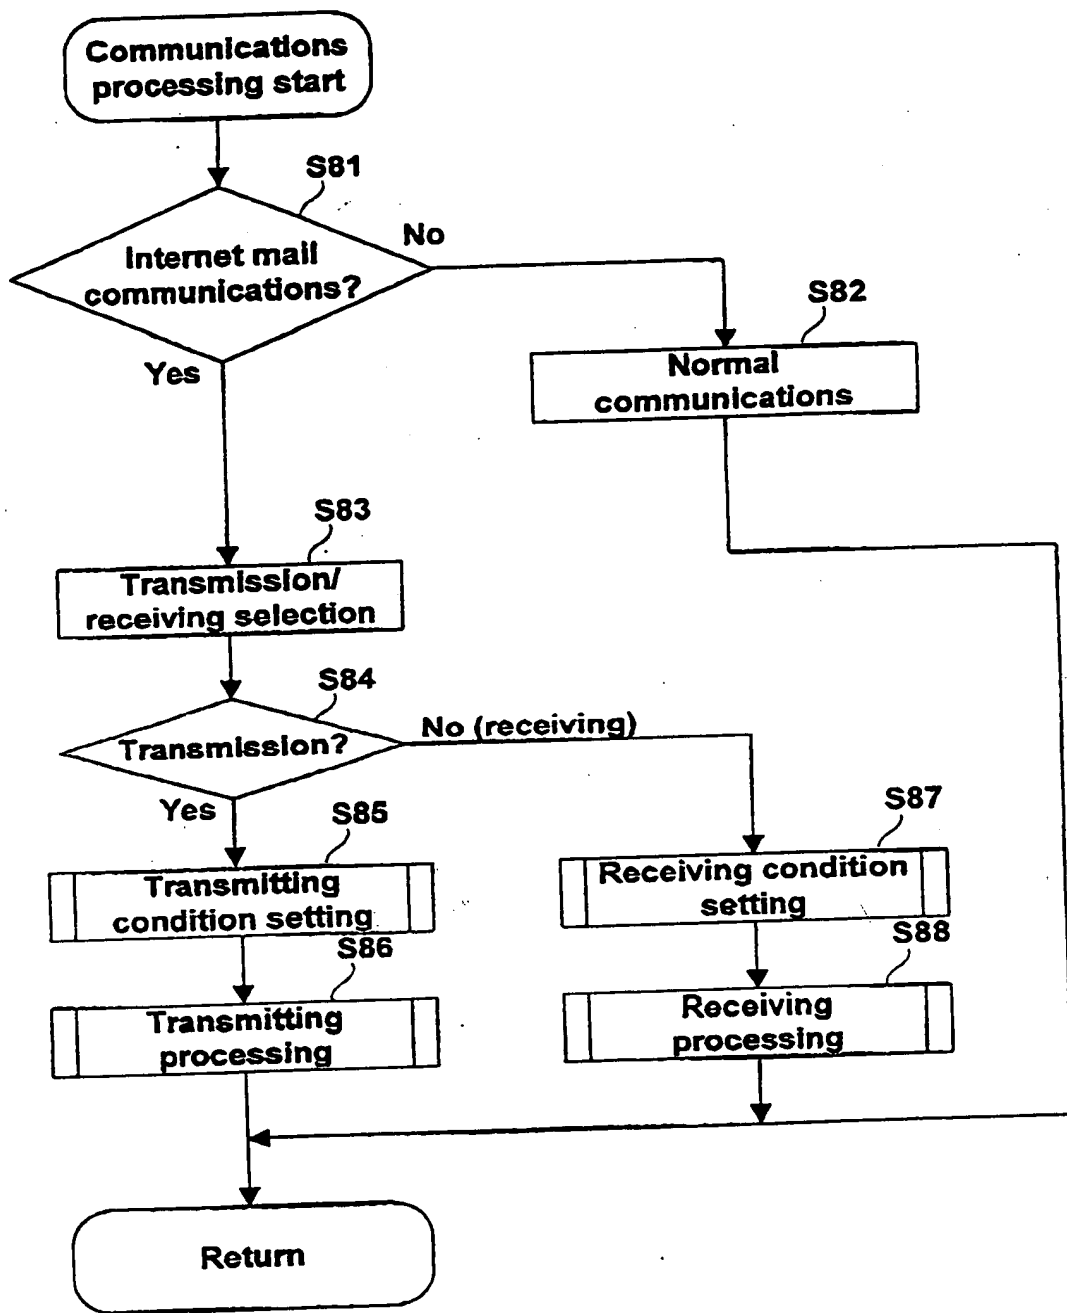 Communications
processing start
S81
Internet mail
communications?
No
Yes
S82
Normal
communications
S83
Transmission/
receiving selection
S84
Transmission?
No (receiving)
Yes
S85
Transmitting
condition setting
S87
Receiving condition
setting
S86
Transmitting
processing
S88
Receiving
processing
Return